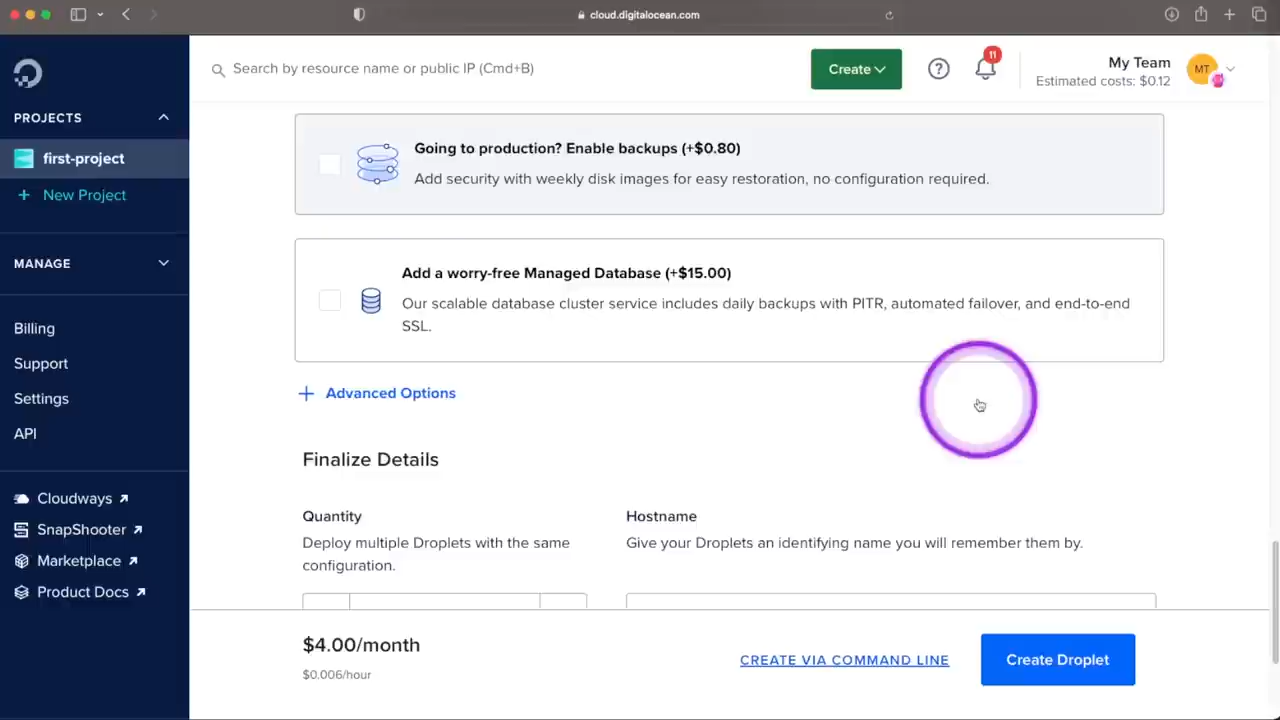 cloud.digitalocean.com
Search by resource name or public IP (Cmd+B)
Create
11
My Team
Estimated costs: $0.12
MT
PROJECTS
first-project
+ New Project
MANAGE
Billing
Support
Settings
API
Cloudways
SnapShooter
Marketplace
Product Docs
Going to production? Enable backups (+$0.80)
Add security with weekly disk images for easy restoration, no configuration required.
Add a worry-free Managed Database (+$15.00)
Our scalable database cluster service includes daily backups with PITR, automated failover, and end-to-end
SSL.
+ Advanced Options
Finalize Details
Quantity
Deploy multiple Droplets with the same
configuration.
Hostname
Give your Droplets an identifying name you will remember them by.
$4.00/month
$0.006/hour
CREATE VIA COMMAND LINE
Create Droplet